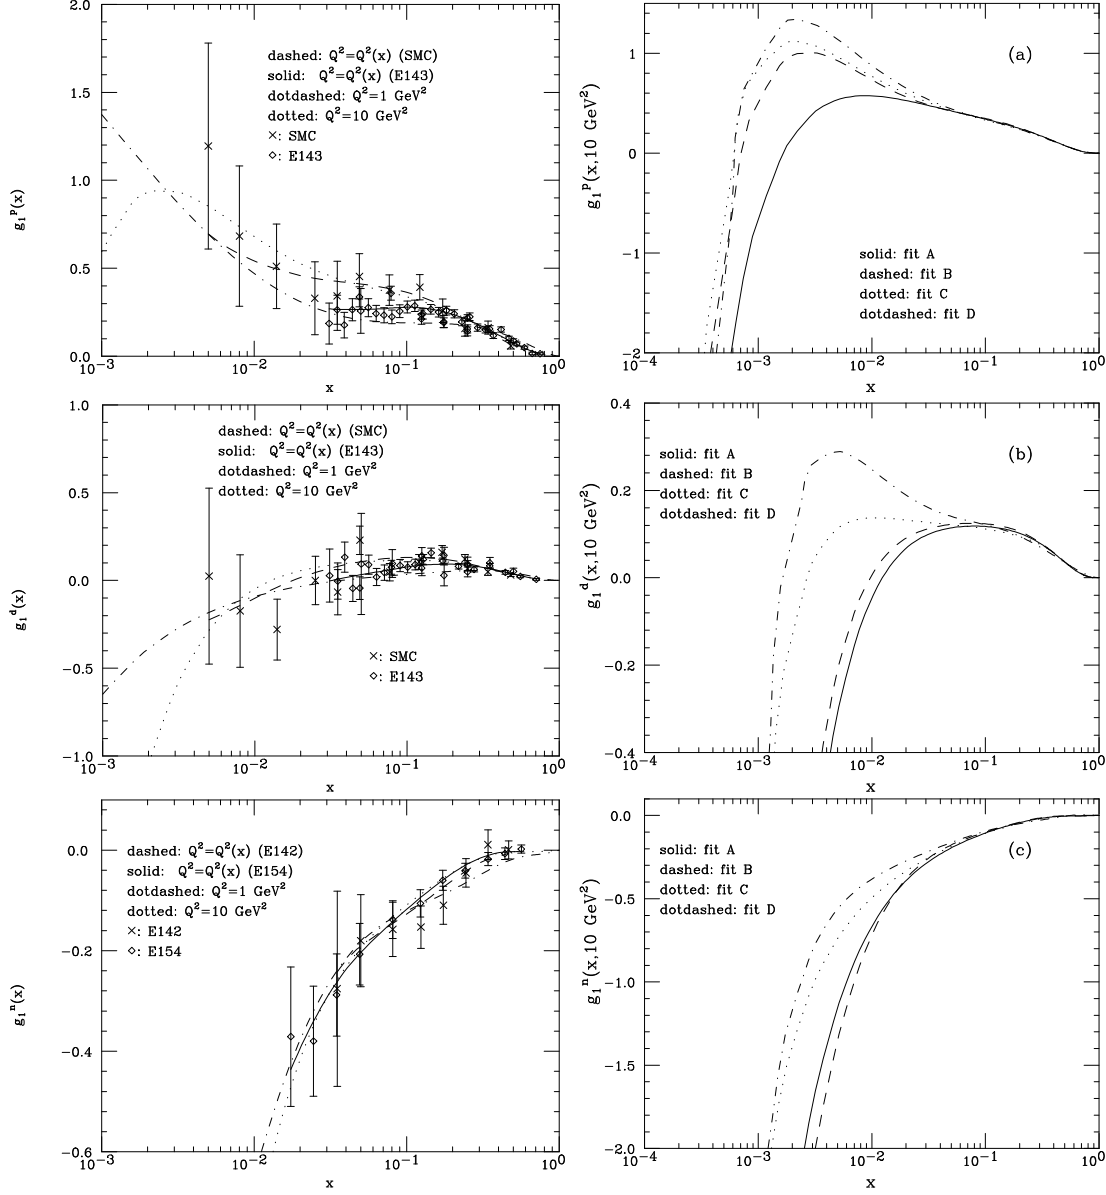 2.0
1.5
1.0
0.5
0.0
g₁ᵖ(x)
dashed: Q²=Q²(x) (SMC)
solid: Q²=Q²(x) (E143)
dotdashed: Q²=1 GeV²
dotted: Q²=10 GeV²
×: SMC
◇: E143
10⁻³ 10⁻² 10⁻¹ 10⁰
x
1
0
−1
−2
g₁ᵖ(x,10 GeV²)
(a)
solid: fit A
dashed: fit B
dotted: fit C
dotdashed: fit D
10⁻⁴ 10⁻³ 10⁻² 10⁻¹ 10⁰
x
1.0
0.5
0.0
−0.5
−1.0
g₁ᵈ(x)
dashed: Q²=Q²(x) (SMC)
solid: Q²=Q²(x) (E143)
dotdashed: Q²=1 GeV²
dotted: Q²=10 GeV²
×: SMC
◇: E143
10⁻³ 10⁻² 10⁻¹ 10⁰
x
0.4
0.2
0.0
−0.2
−0.4
g₁ᵈ(x,10 GeV²)
(b)
solid: fit A
dashed: fit B
dotted: fit C
dotdashed: fit D
10⁻⁴ 10⁻³ 10⁻² 10⁻¹ 10⁰
x
0.0
−0.2
−0.4
−0.6
g₁ⁿ(x)
dashed: Q²=Q²(x) (E142)
solid: Q²=Q²(x) (E154)
dotdashed: Q²=1 GeV²
dotted: Q²=10 GeV²
×: E142
◇: E154
10⁻³ 10⁻² 10⁻¹ 10⁰
x
0.0
−0.5
−1.0
−1.5
−2.0
g₁ⁿ(x,10 GeV²)
(c)
solid: fit A
dashed: fit B
dotted: fit C
dotdashed: fit D
10⁻⁴ 10⁻³ 10⁻² 10⁻¹ 10⁰
x